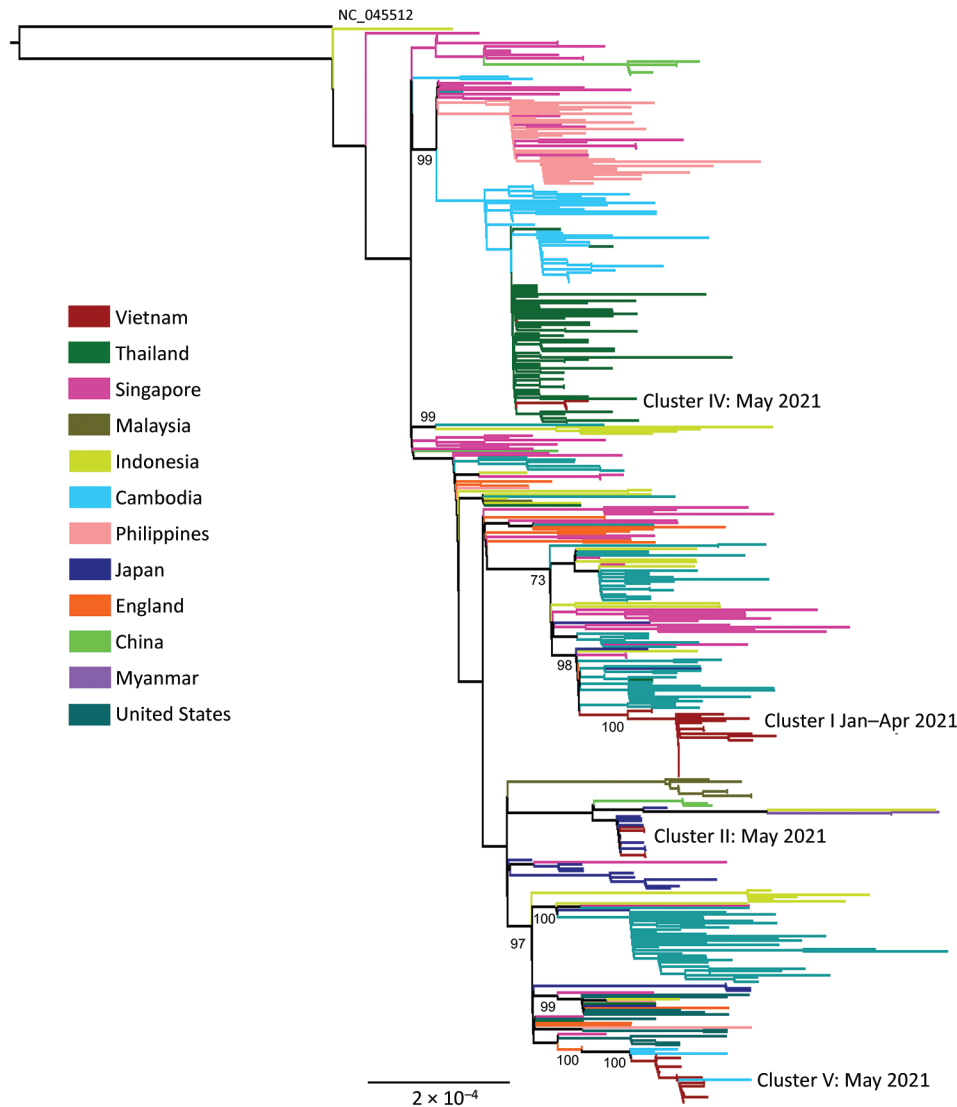 NC_045512
99
Vietnam
Thailand
Singapore
Malaysia
Indonesia
Cambodia
Philippines
Japan
England
China
Myanmar
United States
Cluster IV: May 2021
99
73
98
Cluster I Jan–Apr 2021
100
Cluster II: May 2021
100
97
99
100
100
Cluster V: May 2021
2 × 10⁻⁴